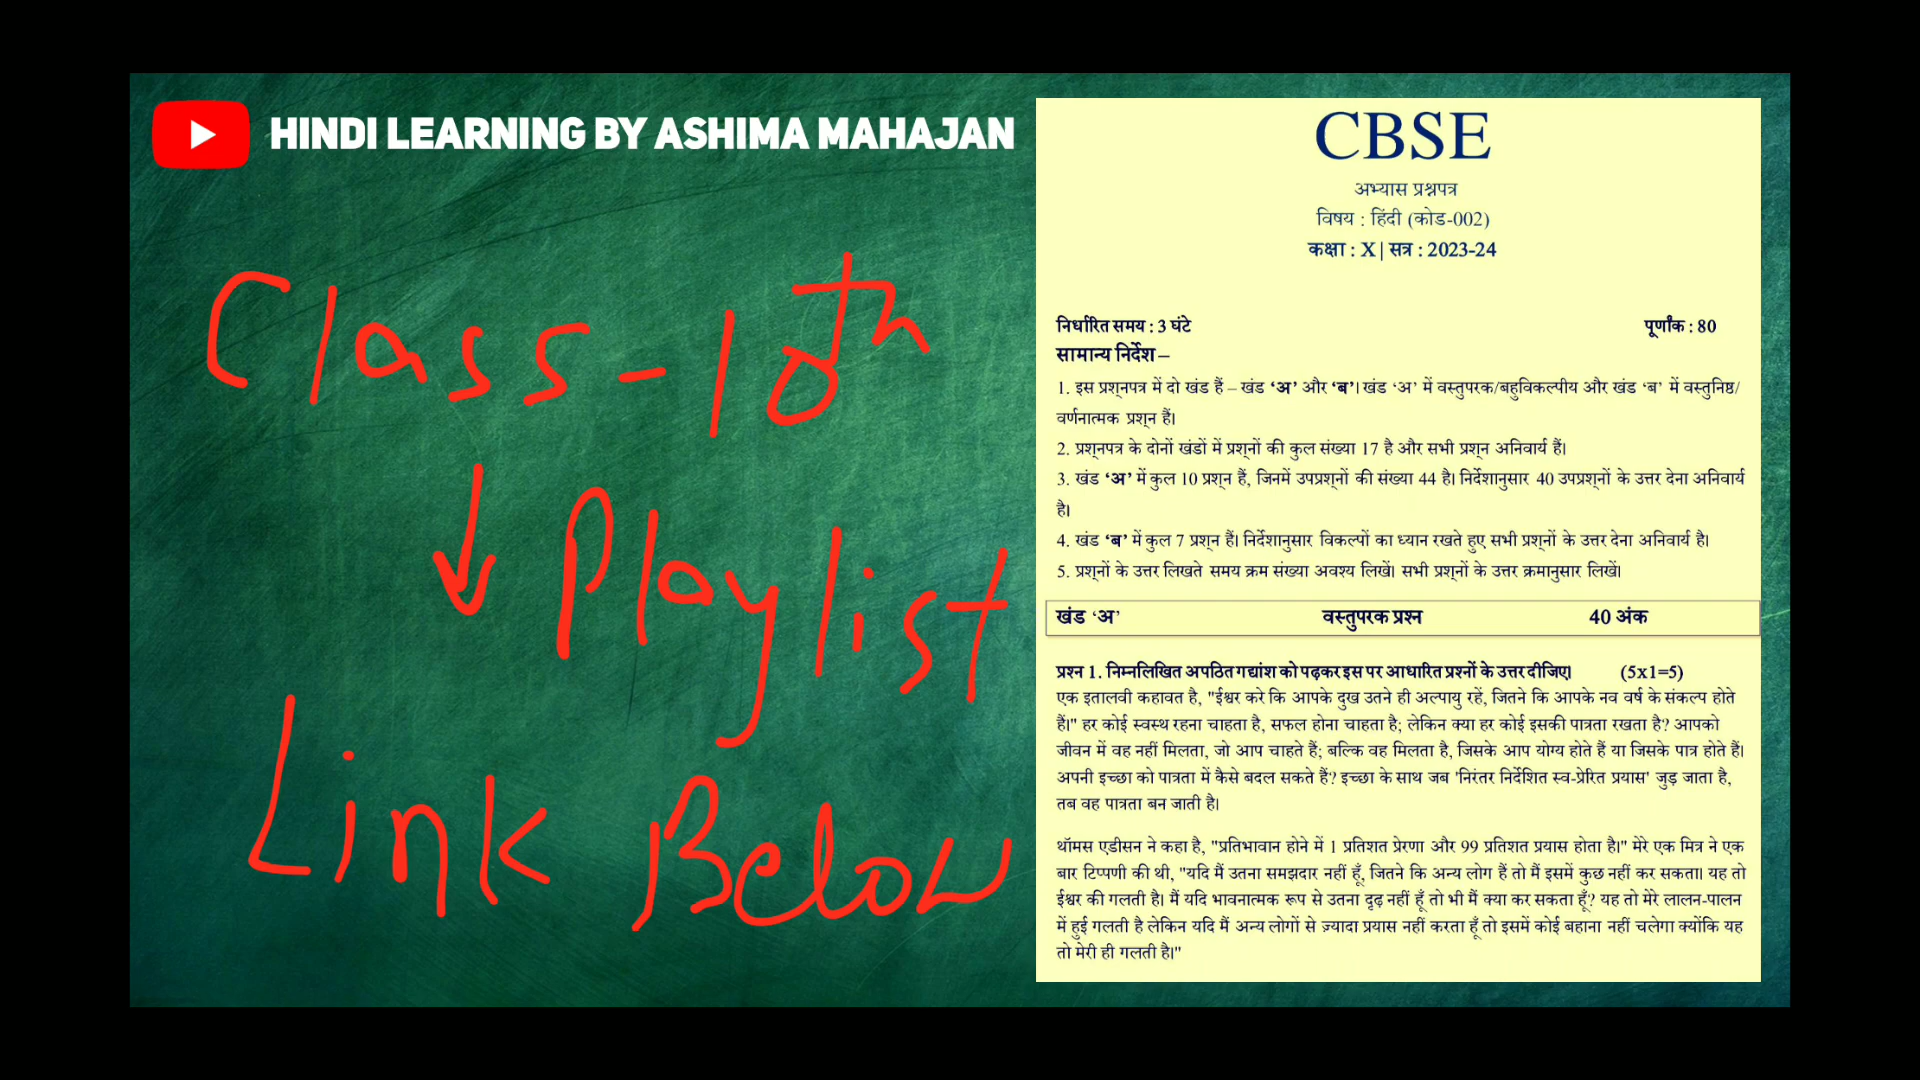 HINDI LEARNING BY ASHIMA MAHAJAN
Class-10th
↓ Playlist
Link Below
CBSE
अभ्यास प्रश्नपत्र
विषय : हिंदी (कोड-002)
कक्षा : X | सत्र : 2023-24
निर्धारित समय : 3 घंटे पूर्णांक : 80
सामान्य निर्देश –
1. इस प्रश्नपत्र में दो खंड हैं – खंड ‘अ’ और ‘ब’। खंड ‘अ’ में वस्तुपरक/बहुविकल्पीय और खंड ‘ब’ में वस्तुनिष्ठ/
वर्णनात्मक प्रश्न हैं।
2. प्रश्नपत्र के दोनों खंडों में प्रश्नों की कुल संख्या 17 है और सभी प्रश्न अनिवार्य हैं।
3. खंड ‘अ’ में कुल 10 प्रश्न हैं, जिनमें उपप्रश्नों की संख्या 44 है। निर्देशानुसार 40 उपप्रश्नों के उत्तर देना अनिवार्य
है।
4. खंड ‘ब’ में कुल 7 प्रश्न हैं। निर्देशानुसार विकल्पों का ध्यान रखते हुए सभी प्रश्नों के उत्तर देना अनिवार्य है।
5. प्रश्नों के उत्तर लिखते समय क्रम संख्या अवश्य लिखें। सभी प्रश्नों के उत्तर क्रमानुसार लिखें।
खंड ‘अ’ वस्तुपरक प्रश्न 40 अंक
प्रश्न 1. निम्नलिखित अपठित गद्यांश को पढ़कर इस पर आधारित प्रश्नों के उत्तर दीजिए। (5x1=5)
एक इतालवी कहावत है, "ईश्वर करे कि आपके दुख उतने ही अल्पायु रहें, जितने कि आपके नव वर्ष के संकल्प होते
हैं।" हर कोई स्वस्थ रहना चाहता है, सफल होना चाहता है; लेकिन क्या हर कोई इसकी पात्रता रखता है? आपको
जीवन में वह नहीं मिलता, जो आप चाहते हैं; बल्कि वह मिलता है, जिसके आप योग्य होते हैं या जिसके पात्र होते हैं।
अपनी इच्छा को पात्रता में कैसे बदल सकते हैं? इच्छा के साथ जब 'निरंतर निर्देशित स्व-प्रेरित प्रयास' जुड़ जाता है,
तब वह पात्रता बन जाती है।
थॉमस एडीसन ने कहा है, "प्रतिभावान होने में 1 प्रतिशत प्रेरणा और 99 प्रतिशत प्रयास होता है।" मेरे एक मित्र ने एक
बार टिप्पणी की थी, "यदि मैं उतना समझदार नहीं हूँ, जितने कि अन्य लोग हैं तो मैं इसमें कुछ नहीं कर सकता। यह तो
ईश्वर की गलती है। मैं यदि भावनात्मक रूप से उतना दृढ़ नहीं हूँ तो भी मैं क्या कर सकता हूँ? यह तो मेरे लालन-पालन
में हुई गलती है लेकिन यदि मैं अन्य लोगों से ज़्यादा प्रयास नहीं करता हूँ तो इसमें कोई बहाना नहीं चलेगा क्योंकि यह
तो मेरी ही गलती है।"